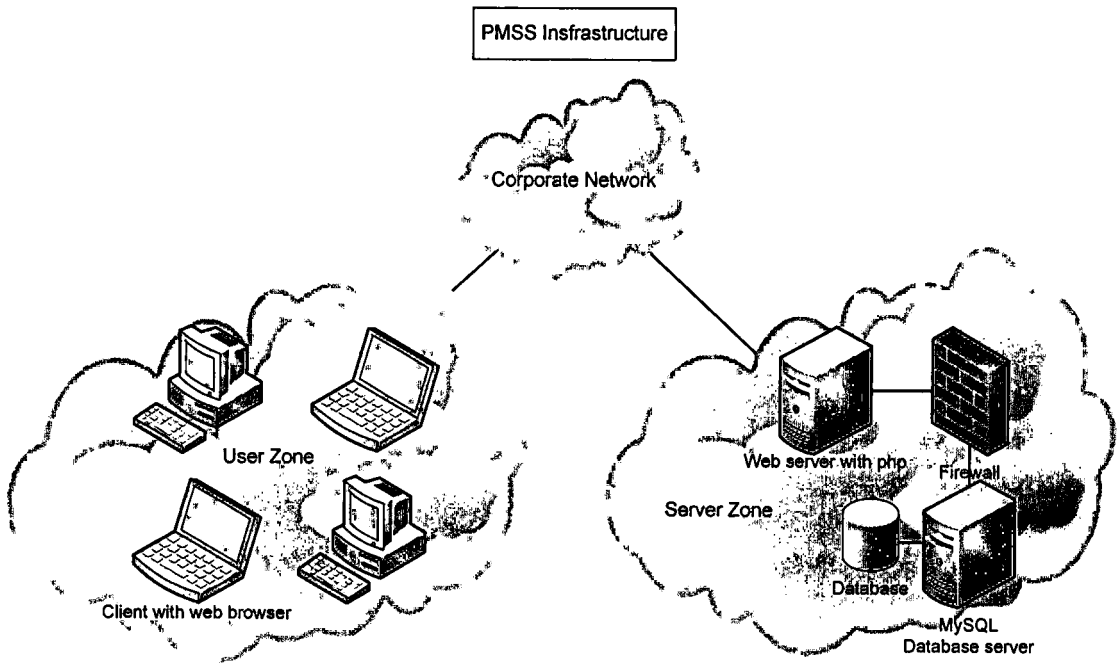 PMSS Insfrastructure
Corporate Network
User Zone
Client with web browser
Web server with php
Firewall
Server Zone
Database
MySQL
Database server